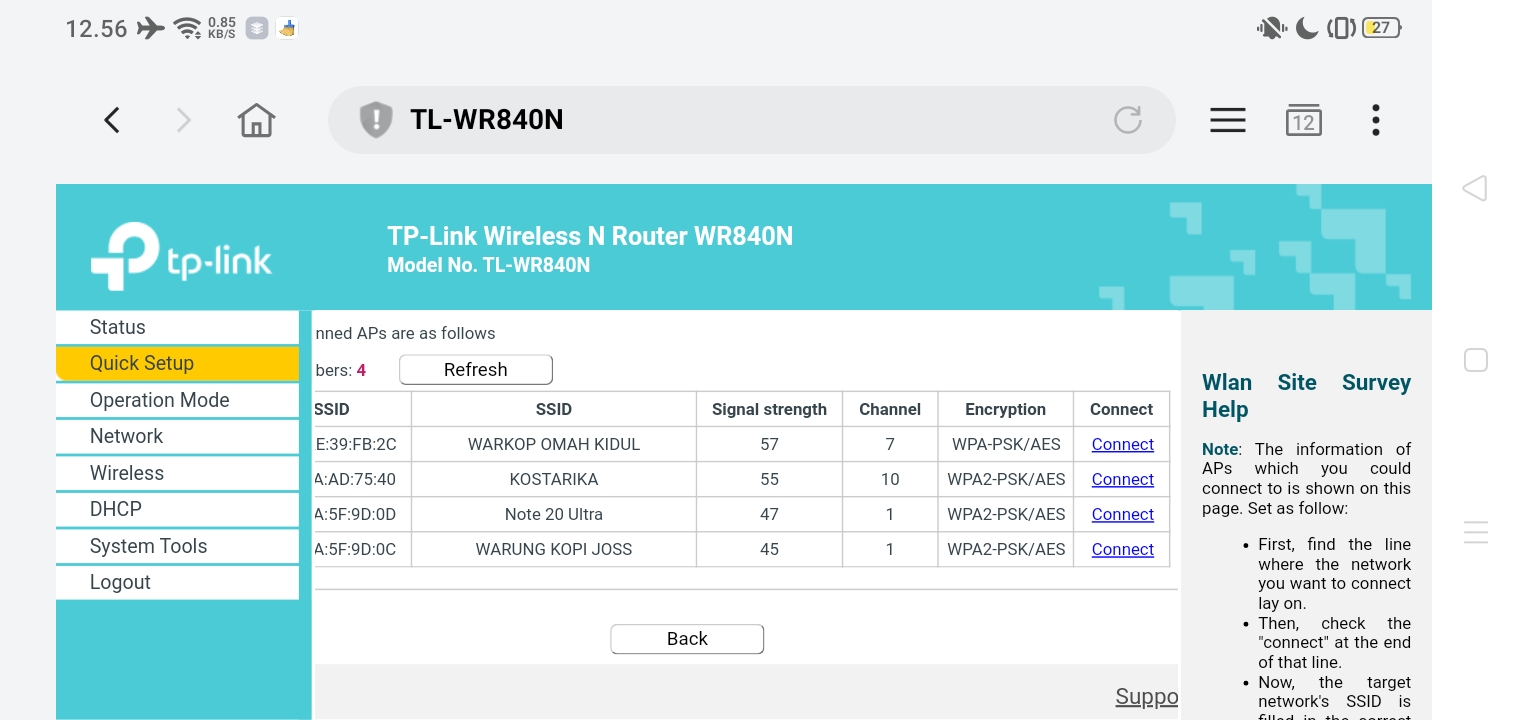 12.56 0.85 KB/S 27
TL-WR840N 12
tp-link
TP-Link Wireless N Router WR840N
Model No. TL-WR840N
Status
Quick Setup
Operation Mode
Network
Wireless
DHCP
System Tools
Logout
nned APs are as follows
bers: 4 Refresh
SSID SSID Signal strength Channel Encryption Connect
E:39:FB:2C WARKOP OMAH KIDUL 57 7 WPA-PSK/AES Connect
A:AD:75:40 KOSTARIKA 55 10 WPA2-PSK/AES Connect
A:5F:9D:0D Note 20 Ultra 47 1 WPA2-PSK/AES Connect
A:5F:9D:0C WARUNG KOPI JOSS 45 1 WPA2-PSK/AES Connect
Back
Suppo
Wlan Site Survey
Help
Note: The information of
APs which you could
connect to is shown on this
page. Set as follow:
• First, find the line
where the network
you want to connect
lay on.
• Then, check the
"connect" at the end
of that line.
• Now, the target
network's SSID is
filled in the correct